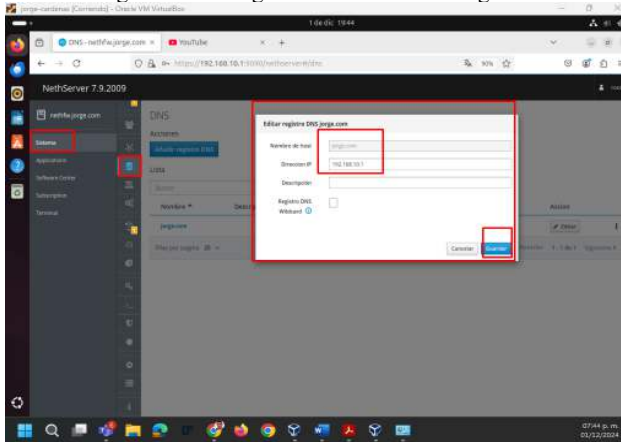 jorge-cardenas [Corriendo] - Oracle VM VirtualBox
1 de dic 19:44
DNS - nethfw.jorge.com
YouTube
https://192.168.10.1:9090/nethserver#/dns
90%
NethServer 7.9.2009
nethfw.jorge.com
Sistema
Applications
Software Center
Subscription
Terminal
DNS
Acciones
Añadir registro DNS
Lista
Buscar
Nombre
jorge.com
Editar registro DNS jorge.com
Nombre de host
jorge.com
Dirección IP
192.168.10.1
Descripción
Registro DNS
Wildcard
Cancelar
Guardar
Editar
07:44 p. m.
01/12/2024